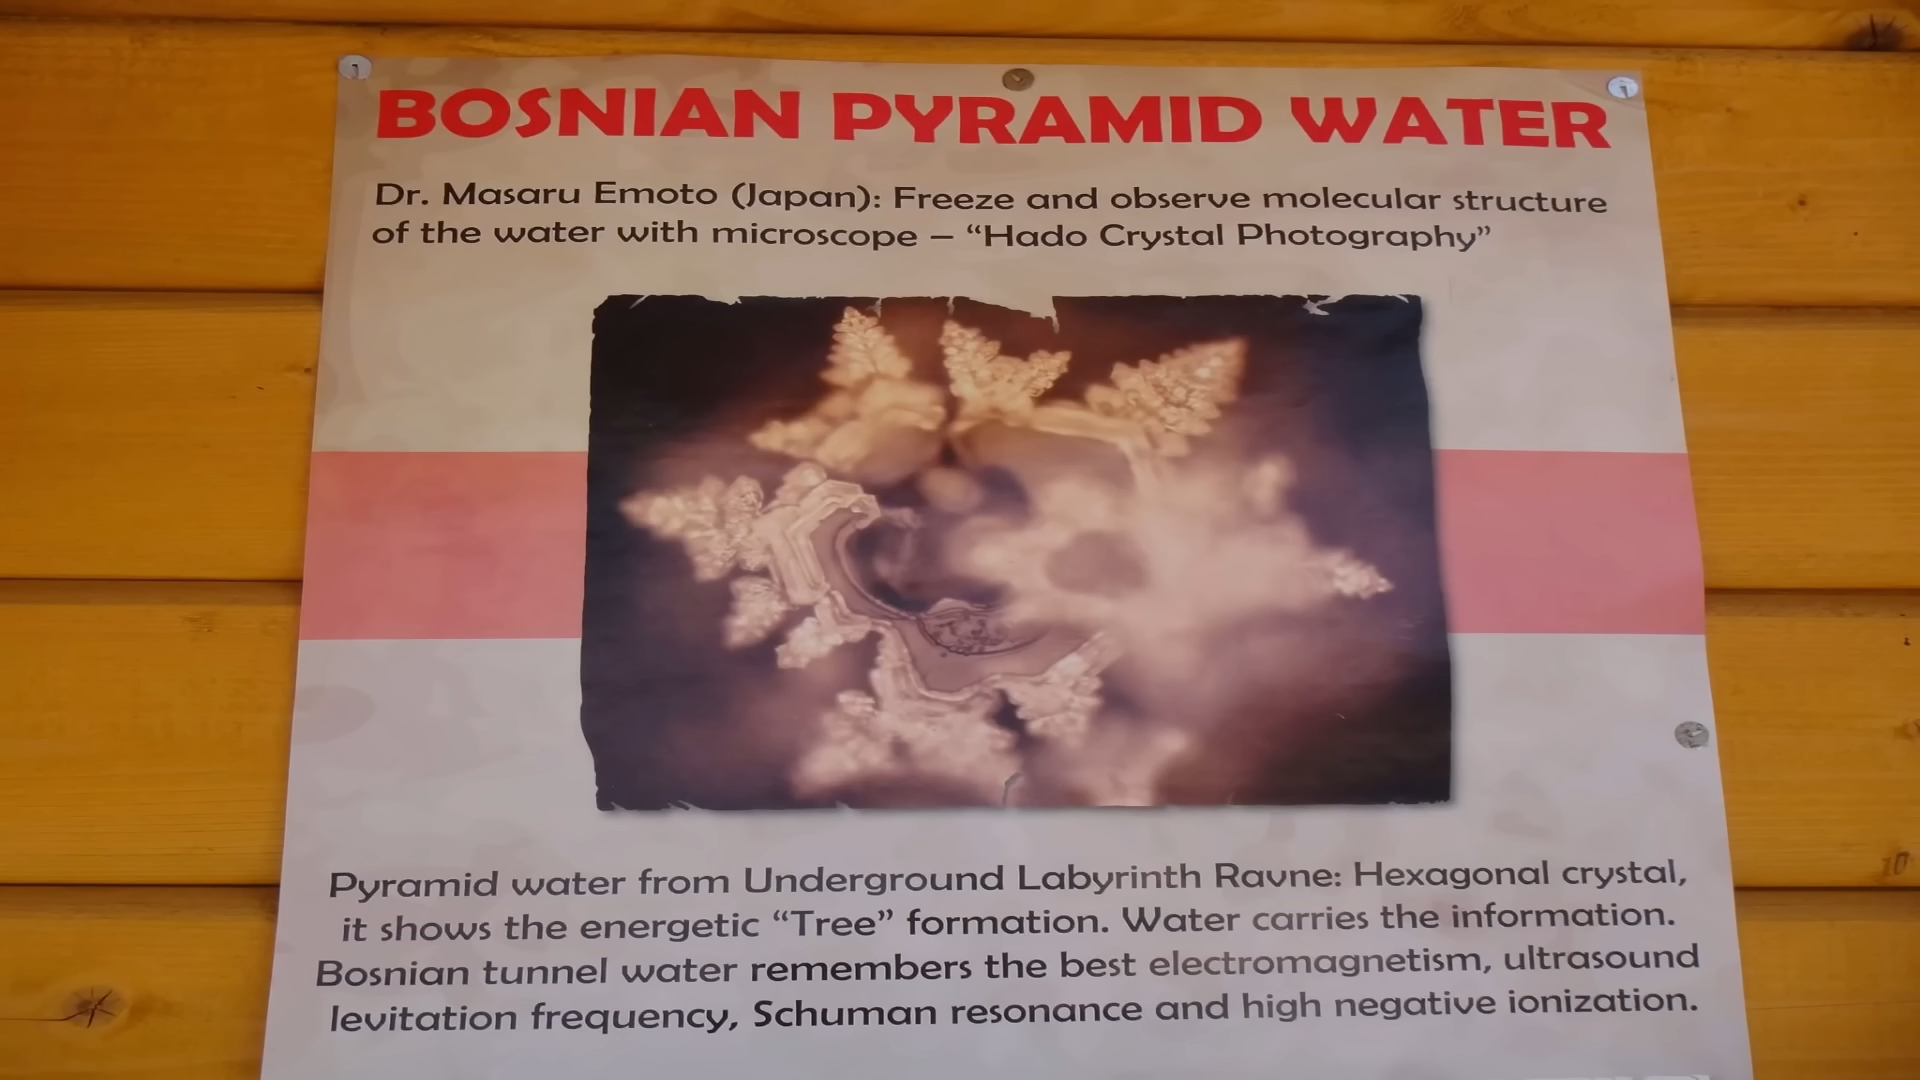 BOSNIAN PYRAMID WATER
Dr. Masaru Emoto (Japan): Freeze and observe molecular structure
of the water with microscope – “Hado Crystal Photography”
Pyramid water from Underground Labyrinth Ravne: Hexagonal crystal,
it shows the energetic “Tree” formation. Water carries the information.
Bosnian tunnel water remembers the best electromagnetism, ultrasound
levitation frequency, Schuman resonance and high negative ionization.